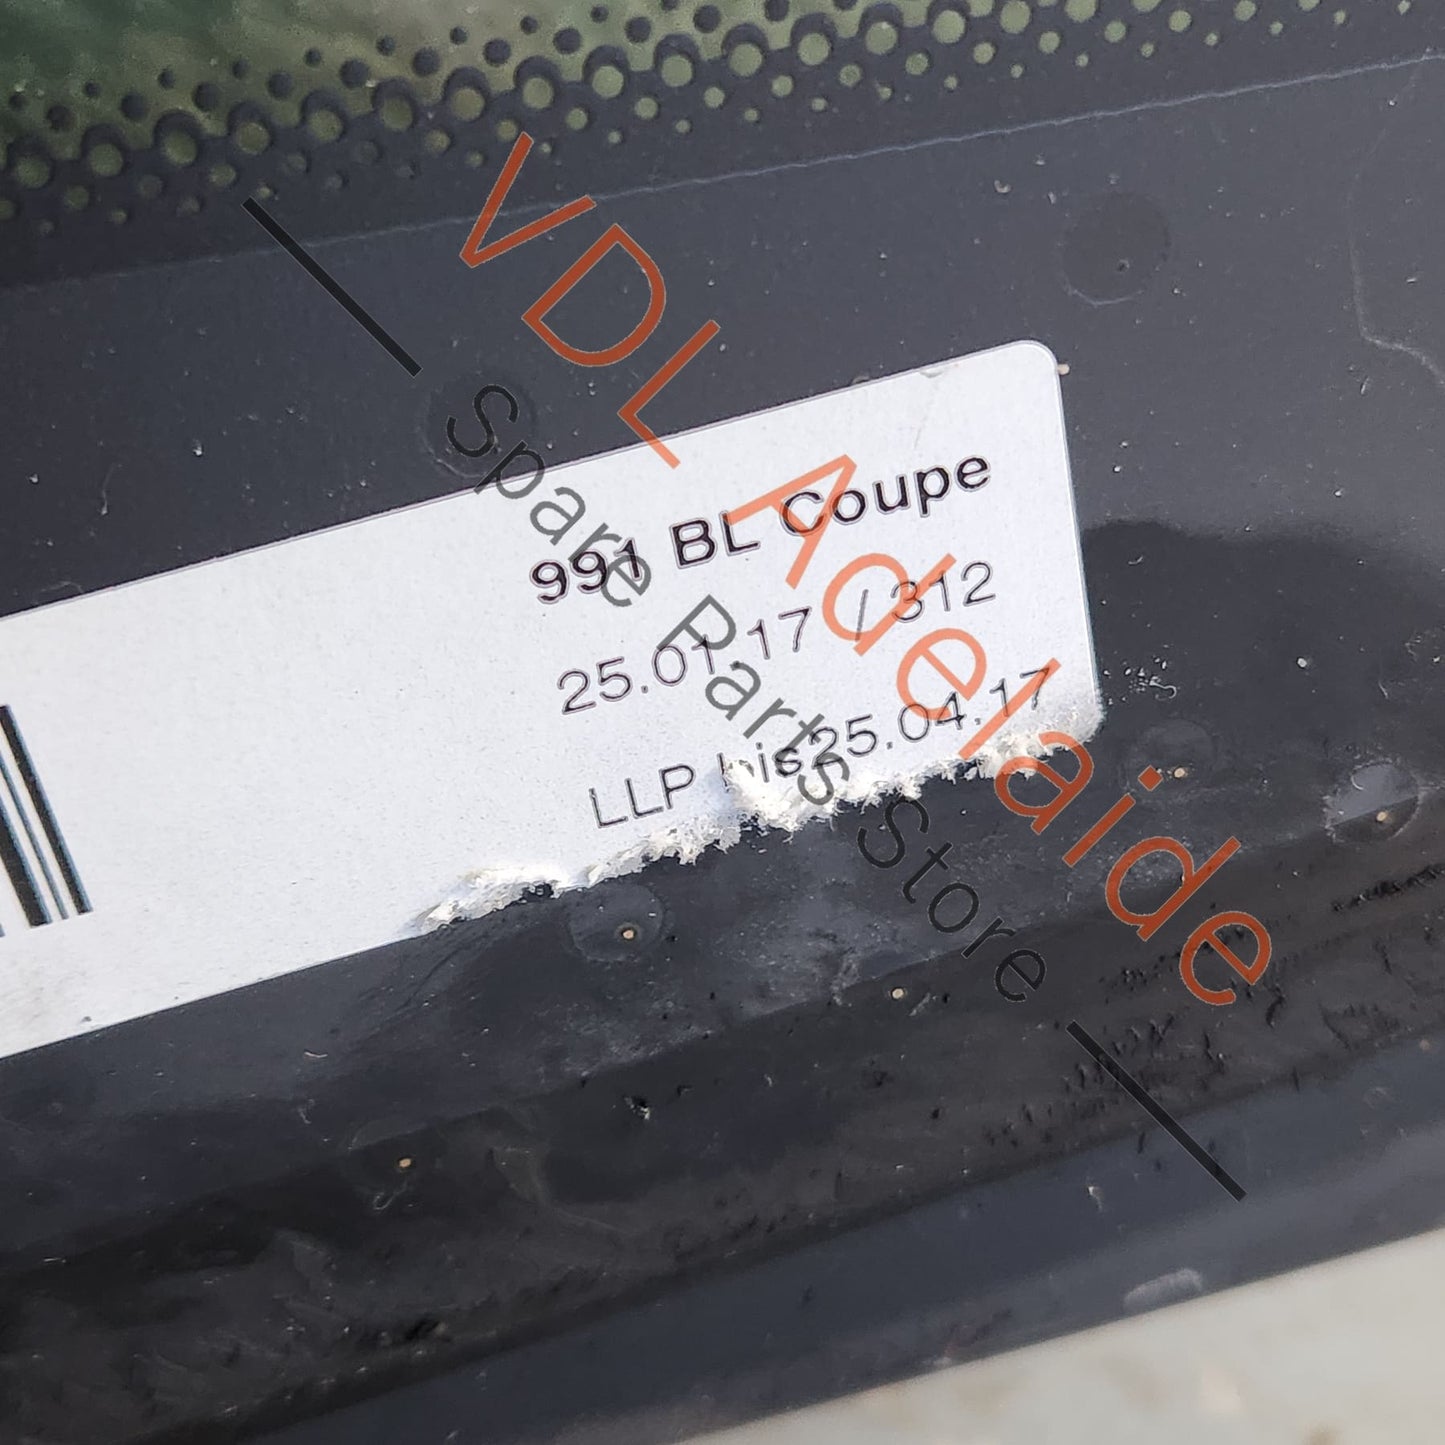 991 BL Coupe
25.01.17 / 312
LLP bis 25.04.17
VDL Adelaide
Spare Parts Store